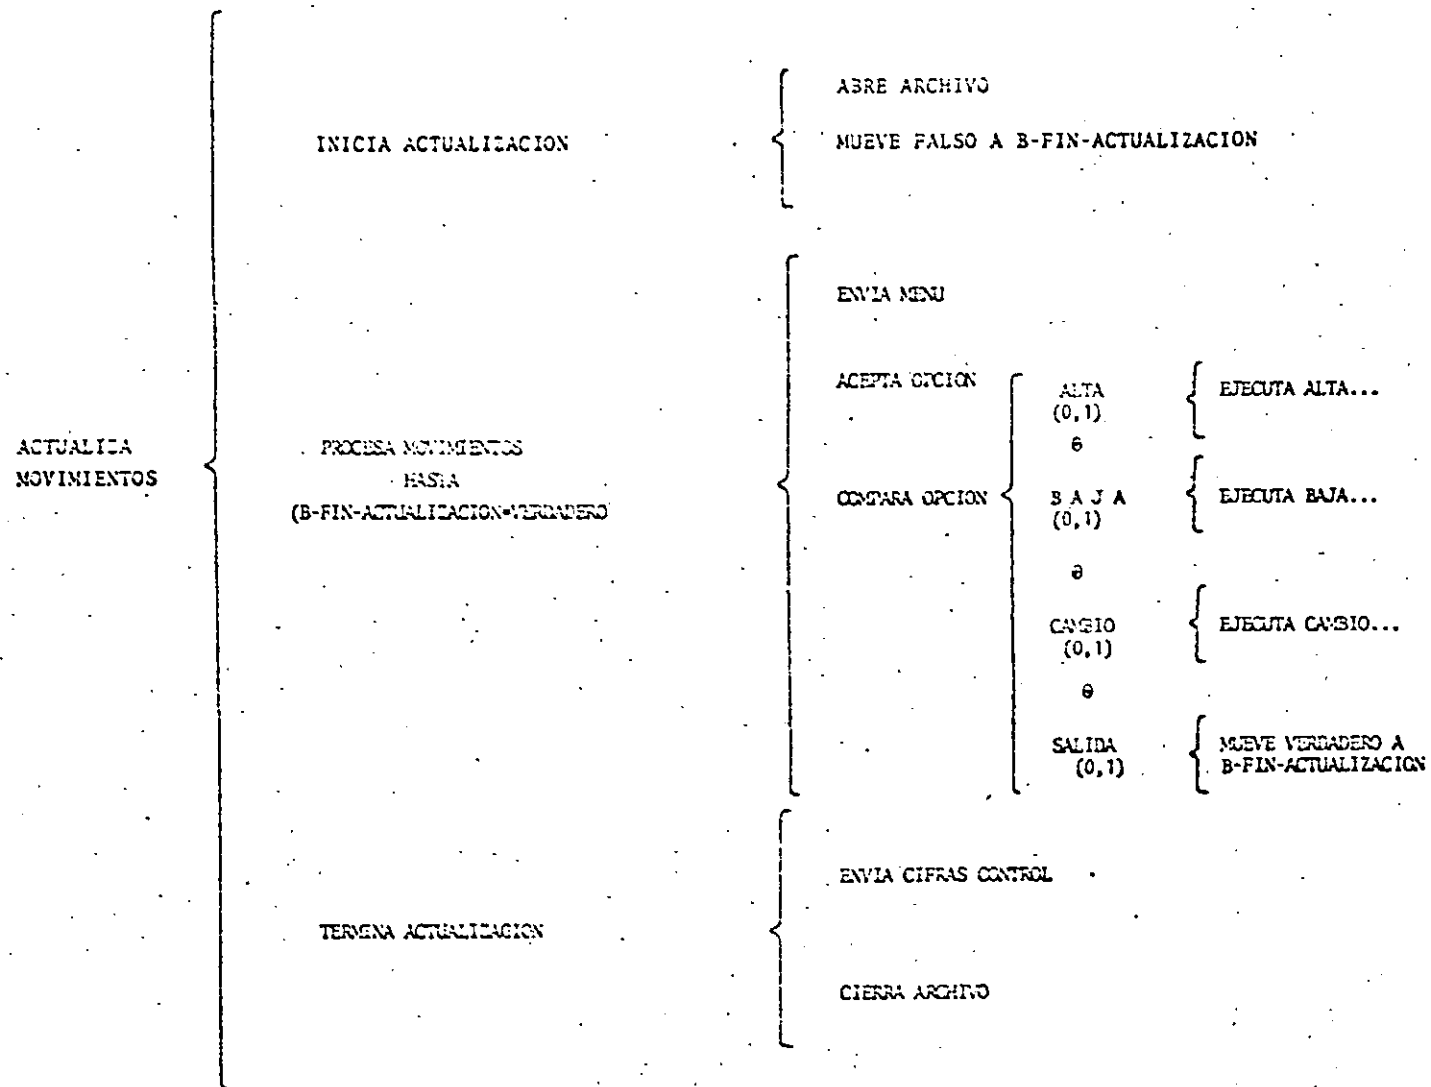 ABRE ARCHIVO
INICIA ACTUALIZACION
MUEVE FALSO A B-FIN-ACTUALIZACION
ENVIA MENU
ACEPTA OPCION
ALTA
(0,1)
EJECUTA ALTA...
ACTUALIZA
MOVIMIENTOS
PROCESA MOVIMIENTOS
HASTA
(B-FIN-ACTUALIZACION=VERDADERO
COMPARA OPCION
B A J A
(0,1)
EJECUTA BAJA...
CAMBIO
(0,1)
EJECUTA CAMBIO...
SALIDA
(0,1)
MUEVE VERDADERO A
B-FIN-ACTUALIZACION
ENVIA CIFRAS CONTROL
TERMINA ACTUALIZACION
CIERRA ARCHIVO